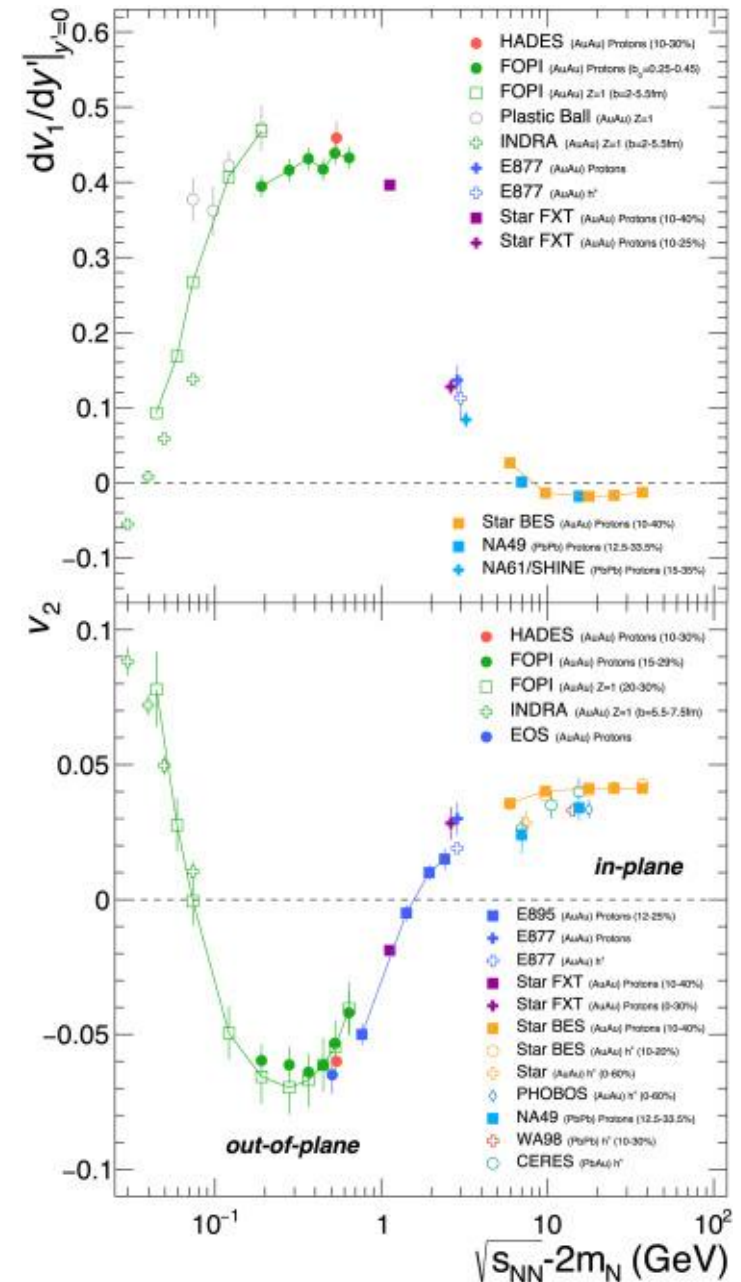 dv₁/dy'|y'=0
0.6
0.5
0.4
0.3
0.2
0.1
0
−0.1
HADES (AuAu) Protons (10-30%)
FOPI (AuAu) Protons (b₀=0.25-0.45)
FOPI (AuAu) Z=1 (b=2-5.5fm)
Plastic Ball (AuAu) Z=1
INDRA (AuAu) Z=1 (b=2-5.5fm)
E877 (AuAu) Protons
E877 (AuAu) h⁺
Star FXT (AuAu) Protons (10-40%)
Star FXT (AuAu) Protons (10-25%)
Star BES (AuAu) Protons (10-40%)
NA49 (PbPb) Protons (12.5-33.5%)
NA61/SHINE (PbPb) Protons (15-35%)
v₂
0.1
0.05
0
−0.05
−0.1
HADES (AuAu) Protons (10-30%)
FOPI (AuAu) Protons (15-29%)
FOPI (AuAu) Z=1 (20-30%)
INDRA (AuAu) Z=1 (b=5.5-7.5fm)
EOS (AuAu) Protons
in-plane
E895 (AuAu) Protons (12-25%)
E877 (AuAu) Protons
E877 (AuAu) h⁺
Star FXT (AuAu) Protons (10-40%)
Star FXT (AuAu) Protons (0-30%)
Star BES (AuAu) Protons (10-40%)
Star BES (AuAu) h⁺ (10-20%)
Star (AuAu) h⁺ (0-60%)
PHOBOS (AuAu) h⁺ (0-60%)
NA49 (PbPb) Protons (12.5-33.5%)
WA98 (PbPb) h⁺ (10-30%)
CERES (PbAu) h⁺
out-of-plane
10⁻¹ 1 10 10²
√sNN-2mN (GeV)